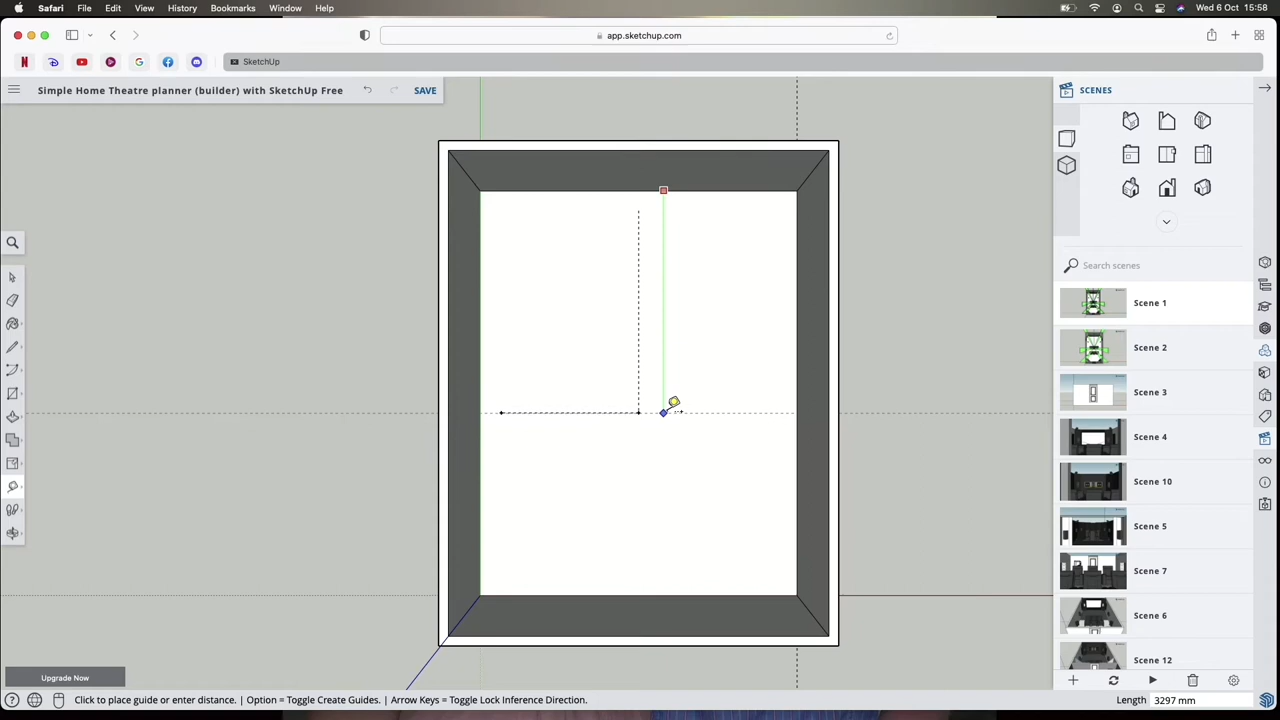 Safari File Edit View History Bookmarks Window Help
Wed 6 Oct 15:58
app.sketchup.com
SketchUp
Simple Home Theatre planner (builder) with SketchUp Free
SAVE
SCENES
Search scenes
Scene 1
Scene 2
Scene 3
Scene 4
Scene 10
Scene 5
Scene 7
Scene 6
Scene 12
Upgrade Now
Click to place guide or enter distance. | Option = Toggle Create Guides. | Arrow Keys = Toggle Lock Inference Direction.
Length 3297 mm